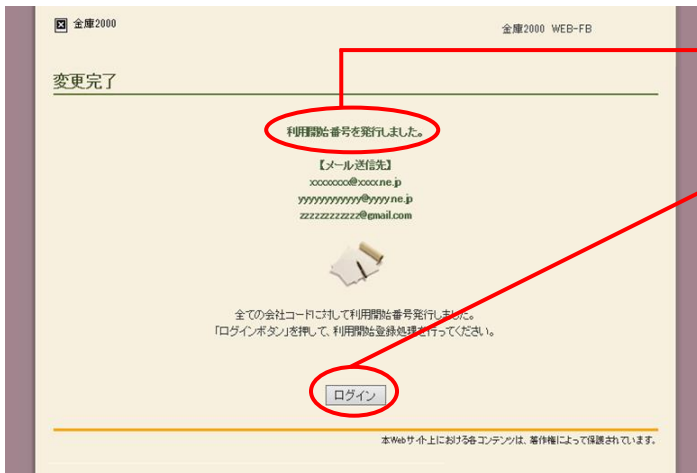 金庫2000
金庫2000 WEB-FB
変更完了
利用開始番号を発行しました。
【メール送信先】
xxxxxxx@xxxx.ne.jp
yyyyyyyyyyy@yyyy.ne.jp
zzzzzzzzzzzz@gmail.com
全ての会社コードに対して利用開始番号発行しました。
「ログインボタン」を押して、利用開始登録処理を行ってください。
ログイン
本Webサイト上における各コンテンツは、著作権によって保護されています。